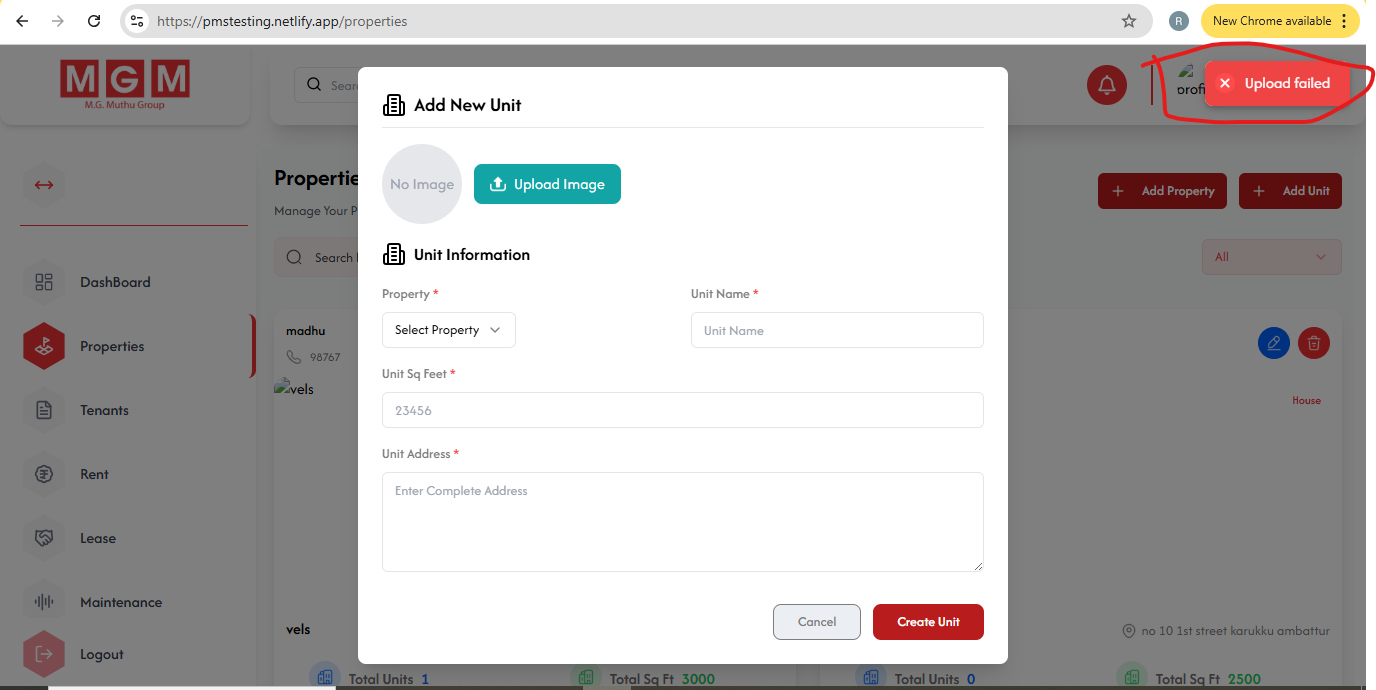 https://pmstesting.netlify.app/properties
R
New Chrome available
MGM
M.G. Muthu Group
Sear
profi
Upload failed
Add New Unit
No Image
Upload Image
Propertie
Manage Your P
Add Property
Add Unit
Search
All
Unit Information
Property *
Unit Name *
Select Property
Unit Name
Unit Sq Feet *
23456
Unit Address *
Enter Complete Address
Cancel
Create Unit
DashBoard
Properties
Tenants
Rent
Lease
Maintenance
Logout
madhu
98767
vels
House
vels
no 10 1st street karukku ambattur
Total Units 1
Total Sq Ft 3000
Total Units 0
Total Sq Ft 2500